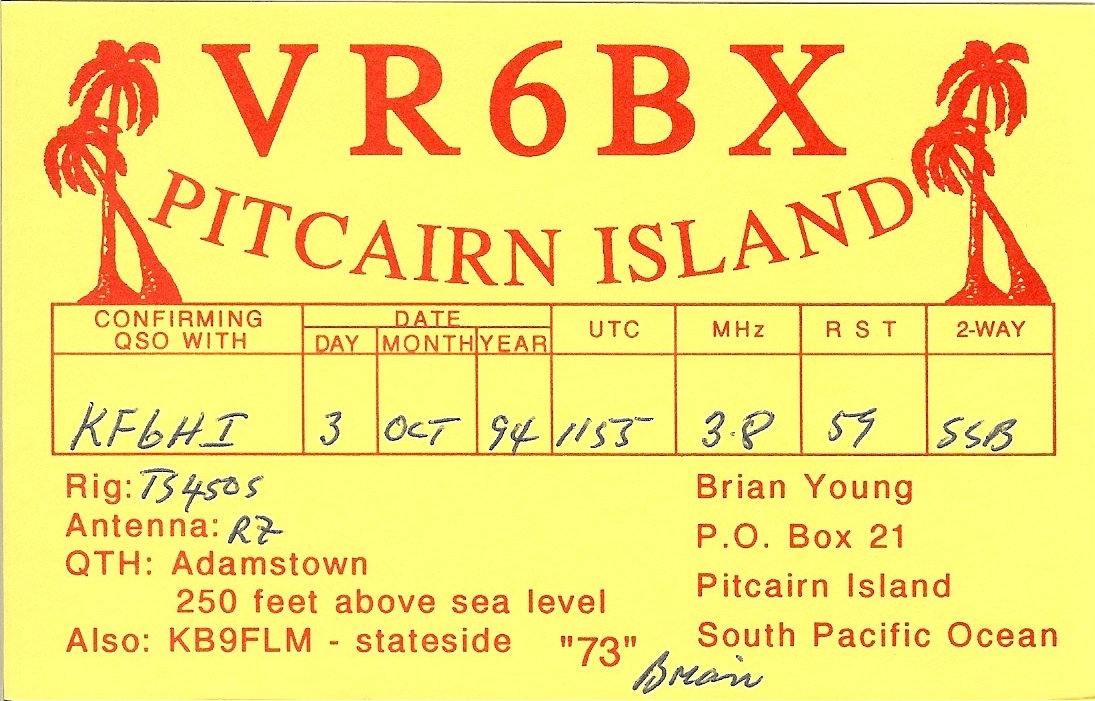 VR6BX
PITCAIRN ISLAND
CONFIRMING QSO WITH DATE UTC MHz R S T 2-WAY
DAY MONTH YEAR
KF6HI 3 OCT 94 1155 3.8 59 SSB
Rig: TS450S
Antenna: R7
QTH: Adamstown
250 feet above sea level
Also: KB9FLM - stateside
"73"
Brian Young
P.O. Box 21
Pitcairn Island
South Pacific Ocean
Brian